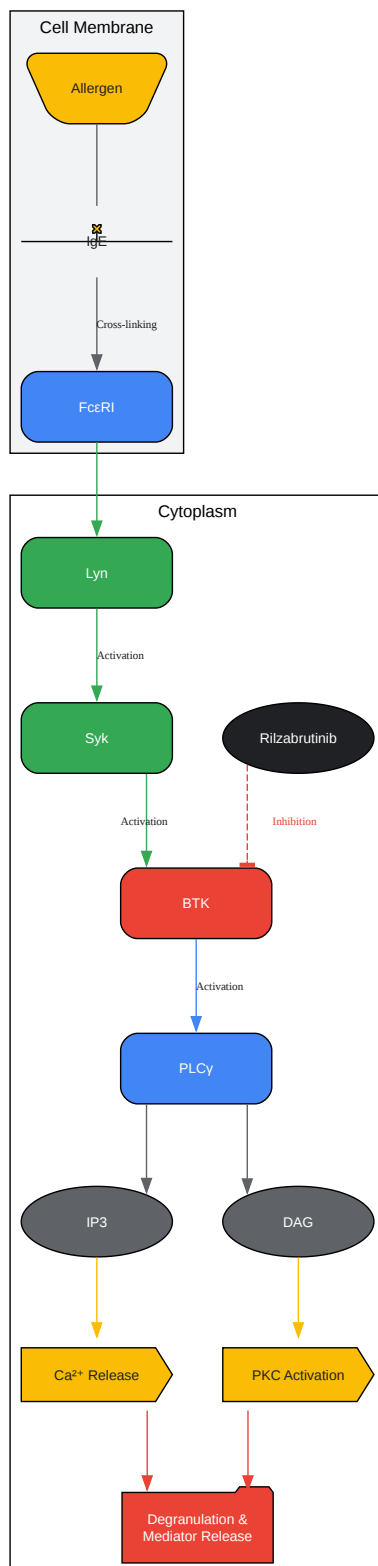 Cell Membrane
Allergen
IgE
Cross-linking
FcεRI
Cytoplasm
Lyn
Activation
Syk
Rilzabrutinib
Activation
Inhibition
BTK
Activation
PLCγ
IP3
DAG
Ca²⁺ Release
PKC Activation
Degranulation &
Mediator Release